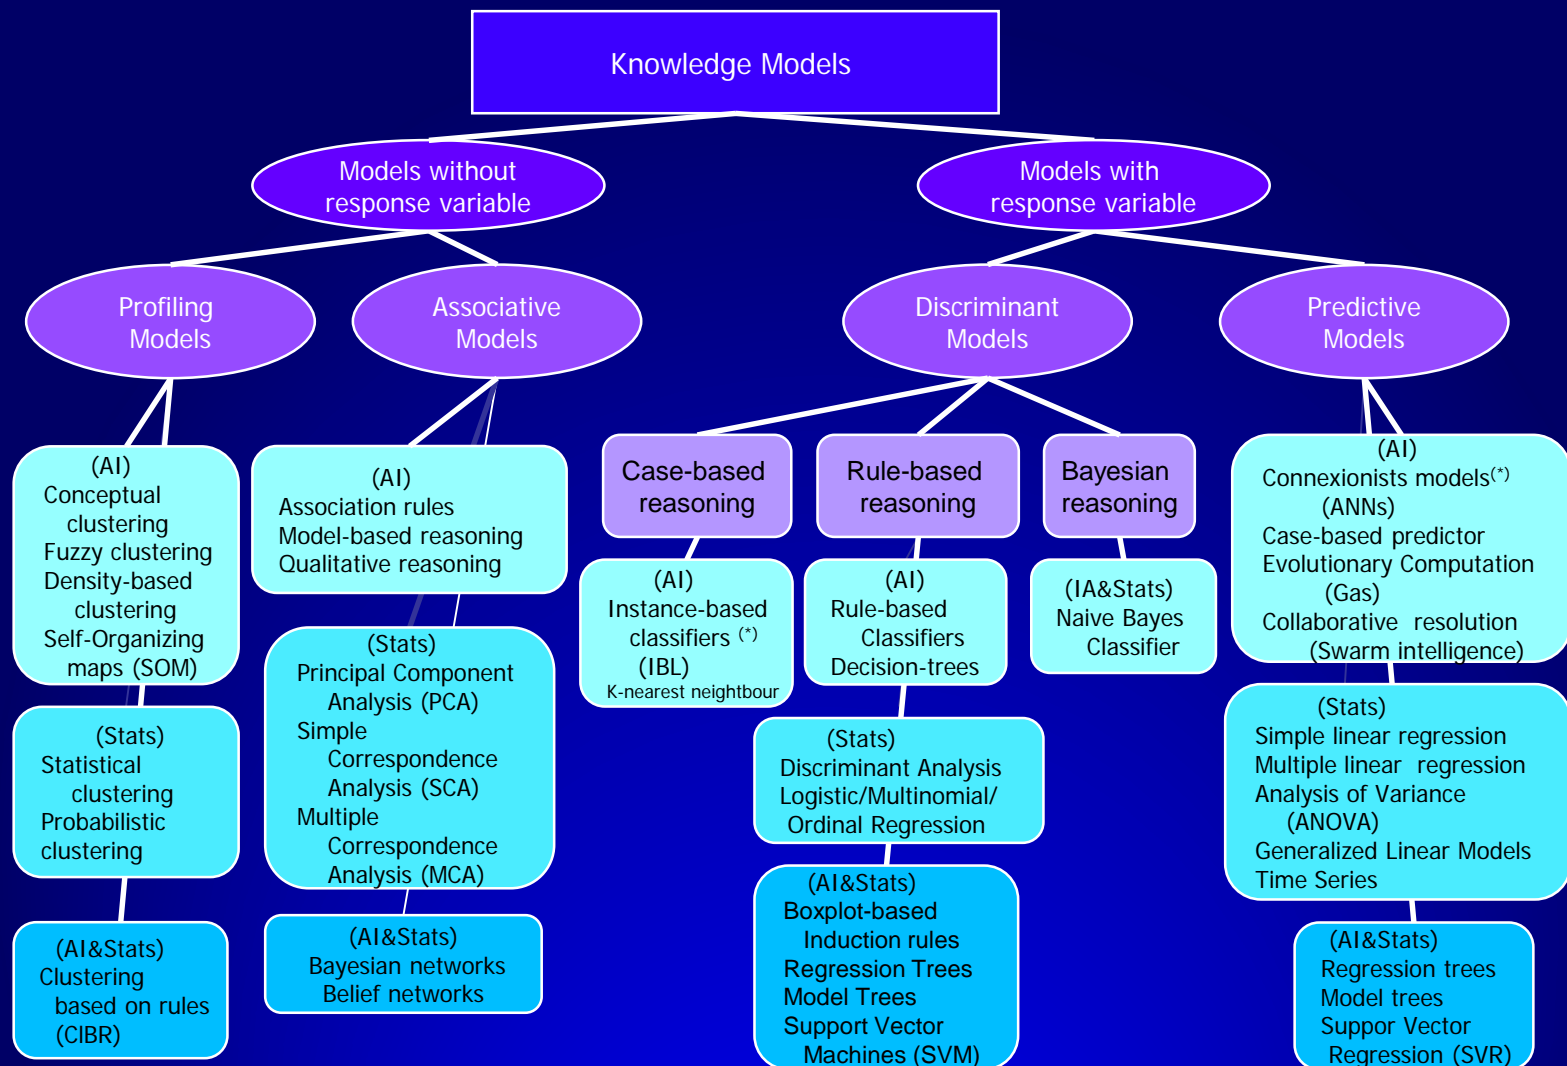 Knowledge Models
Models without
response variable
Models with
response variable
Profiling
Models
Associative
Models
Discriminant
Models
Predictive
Models
(AI)
Conceptual
clustering
Fuzzy clustering
Density-based
clustering
Self-Organizing
maps (SOM)
(Stats)
Statistical
clustering
Probabilistic
clustering
(AI&Stats)
Clustering
based on rules
(ClBR)
(AI)
Association rules
Model-based reasoning
Qualitative reasoning
(Stats)
Principal Component
Analysis (PCA)
Simple
Correspondence
Analysis (SCA)
Multiple
Correspondence
Analysis (MCA)
(AI&Stats)
Bayesian networks
Belief networks
Case-based
reasoning
(AI)
Instance-based
classifiers (*)
(IBL)
K-nearest neightbour
Rule-based
reasoning
(AI)
Rule-based
Classifiers
Decision-trees
(Stats)
Discriminant Analysis
Logistic/Multinomial/
Ordinal Regression
(AI&Stats)
Boxplot-based
Induction rules
Regression Trees
Model Trees
Support Vector
Machines (SVM)
Bayesian
reasoning
(IA&Stats)
Naive Bayes
Classifier
(AI)
Connexionists models(*)
(ANNs)
Case-based predictor
Evolutionary Computation
(Gas)
Collaborative resolution
(Swarm intelligence)
(Stats)
Simple linear regression
Multiple linear regression
Analysis of Variance
(ANOVA)
Generalized Linear Models
Time Series
(AI&Stats)
Regression trees
Model trees
Suppor Vector
Regression (SVR)